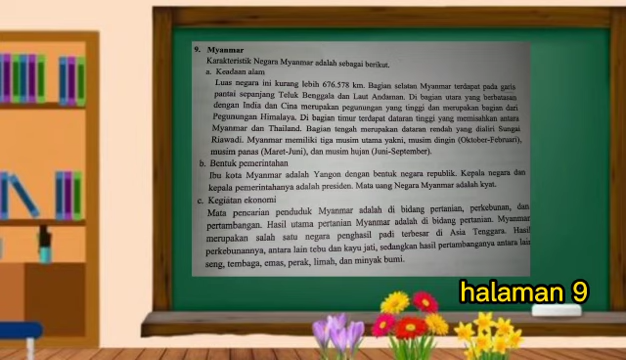 9. Myanmar
Karakteristik Negara Myanmar adalah sebagai berikut.
a. Keadaan alam
Luas negara ini kurang lebih 676.578 km. Bagian selatan Myanmar terdapat pada garis
pantai sepanjang Teluk Benggala dan Laut Andaman. Di bagian utara yang berbatasan
dengan India dan Cina merupakan pegunungan yang tinggi dan merupakan bagian dari
Pegunungan Himalaya. Di bagian timur terdapat dataran tinggi yang memisahkan antara
Myanmar dan Thailand. Bagian tengah merupakan dataran rendah yang dialiri Sungai
Riawadi. Myanmar memiliki tiga musim utama yakni, musim dingin (Oktober-Februari),
musim panas (Maret-Juni), dan musim hujan (Juni-September).
b. Bentuk pemerintahan
Ibu kota Myanmar adalah Yangon dengan bentuk negara republik. Kepala negara dan
kepala pemerintahanya adalah presiden. Mata uang Negara Myanmar adalah kyat.
c. Kegiatan ekonomi
Mata pencarian penduduk Myanmar adalah di bidang pertanian, perkebunan, dan
pertambangan. Hasil utama pertanian Myanmar adalah di bidang pertanian. Myanmar
merupakan salah satu negara penghasil padi terbesar di Asia Tenggara. Hasil
perkebunannya, antara lain tebu dan kayu jati, sedangkan hasil pertambanganya antara lain
seng, tembaga, emas, perak, limah, dan minyak bumi.
halaman 9